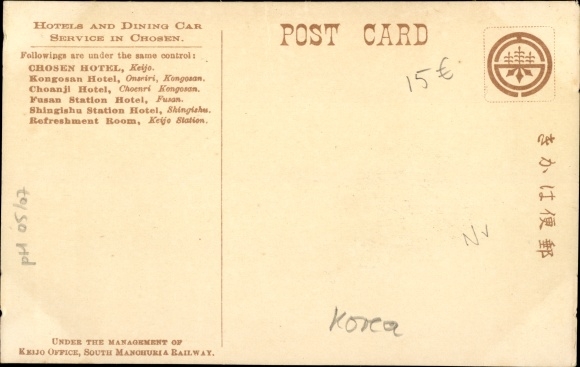 HOTELS AND DINING CAR
SERVICE IN CHOSEN.
Followings are under the same control:
CHOSEN HOTEL, Keijo.
Kongosan Hotel, Onseiri, Kongosan.
Choanji Hotel, Choenri Kongosan.
Fusan Station Hotel, Fusan.
Shingishu Station Hotel, Shingishu.
Refreshment Room, Keijo Station.
UNDER THE MANAGEMENT OF
KEIJO OFFICE, SOUTH MANCHURIA RAILWAY.
POST CARD
15 €
きかは便郵
Korea